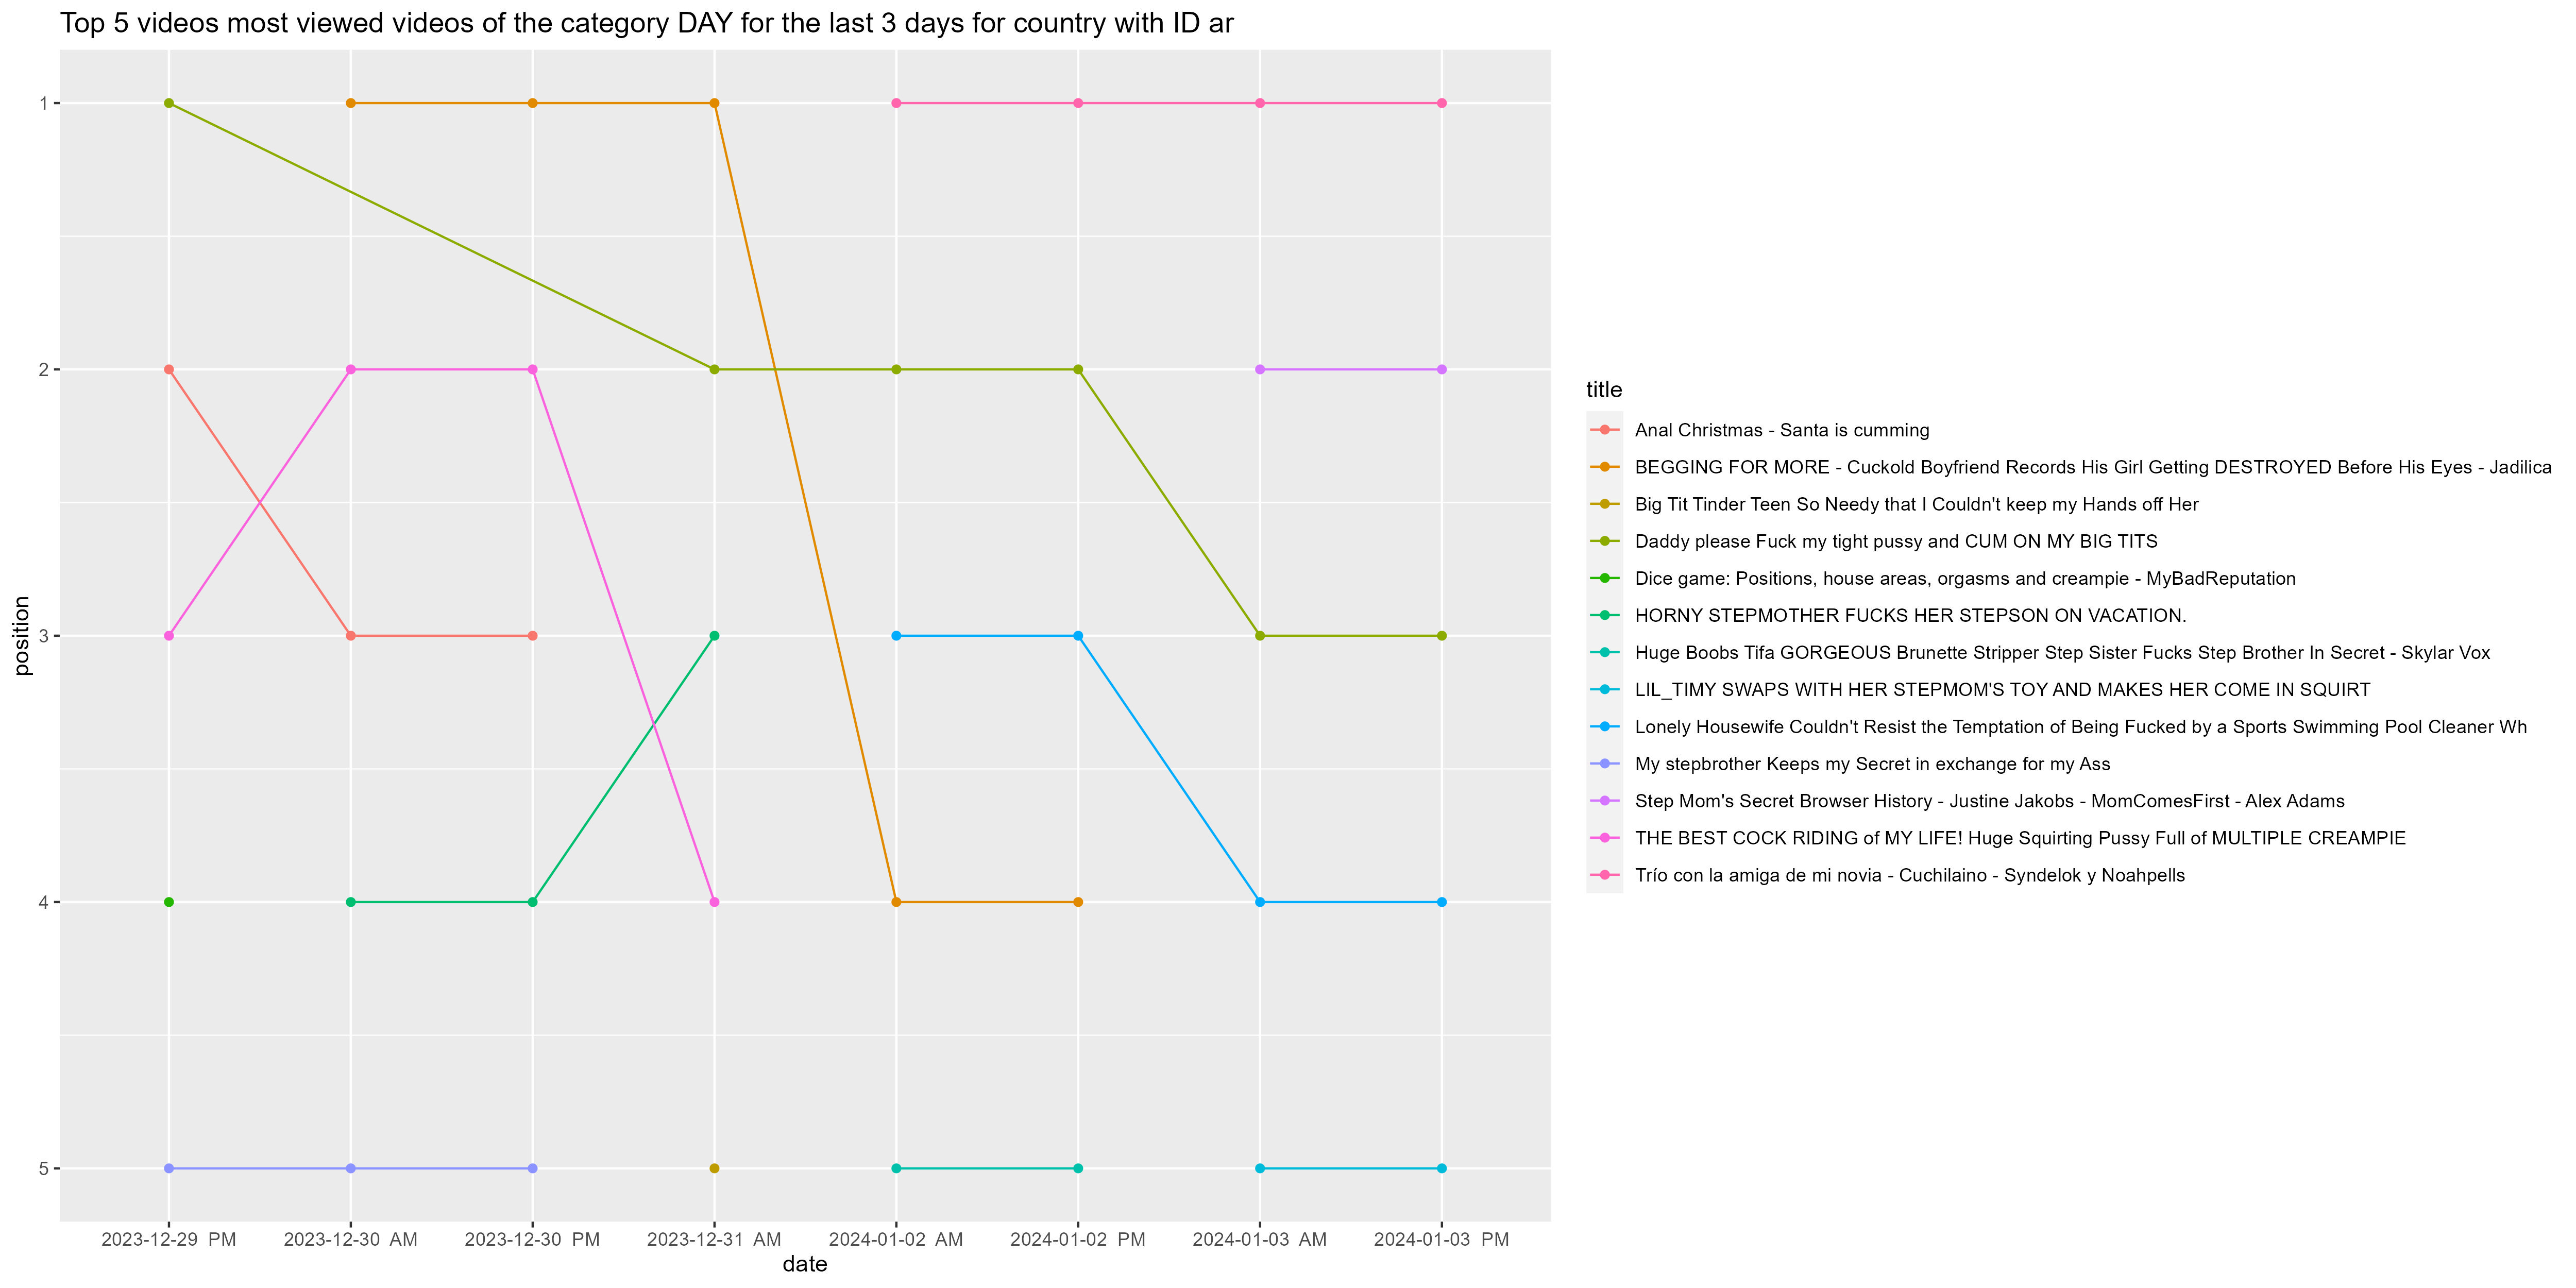 Top 5 videos most viewed videos of the category DAY for the last 3 days for country with ID ar
1
2
3
4
5
position
2023-12-29 PM
2023-12-30 AM
2023-12-30 PM
2023-12-31 AM
2024-01-02 AM
2024-01-02 PM
2024-01-03 AM
2024-01-03 PM
date
title
Anal Christmas - Santa is cumming
BEGGING FOR MORE - Cuckold Boyfriend Records His Girl Getting DESTROYED Before His Eyes - Jadilica
Big Tit Tinder Teen So Needy that I Couldn't keep my Hands off Her
Daddy please Fuck my tight pussy and CUM ON MY BIG TITS
Dice game: Positions, house areas, orgasms and creampie - MyBadReputation
HORNY STEPMOTHER FUCKS HER STEPSON ON VACATION.
Huge Boobs Tifa GORGEOUS Brunette Stripper Step Sister Fucks Step Brother In Secret - Skylar Vox
LIL_TIMY SWAPS WITH HER STEPMOM'S TOY AND MAKES HER COME IN SQUIRT
Lonely Housewife Couldn't Resist the Temptation of Being Fucked by a Sports Swimming Pool Cleaner Wh
My stepbrother Keeps my Secret in exchange for my Ass
Step Mom's Secret Browser History - Justine Jakobs - MomComesFirst - Alex Adams
THE BEST COCK RIDING of MY LIFE! Huge Squirting Pussy Full of MULTIPLE CREAMPIE
Trío con la amiga de mi novia - Cuchilaino - Syndelok y Noahpells